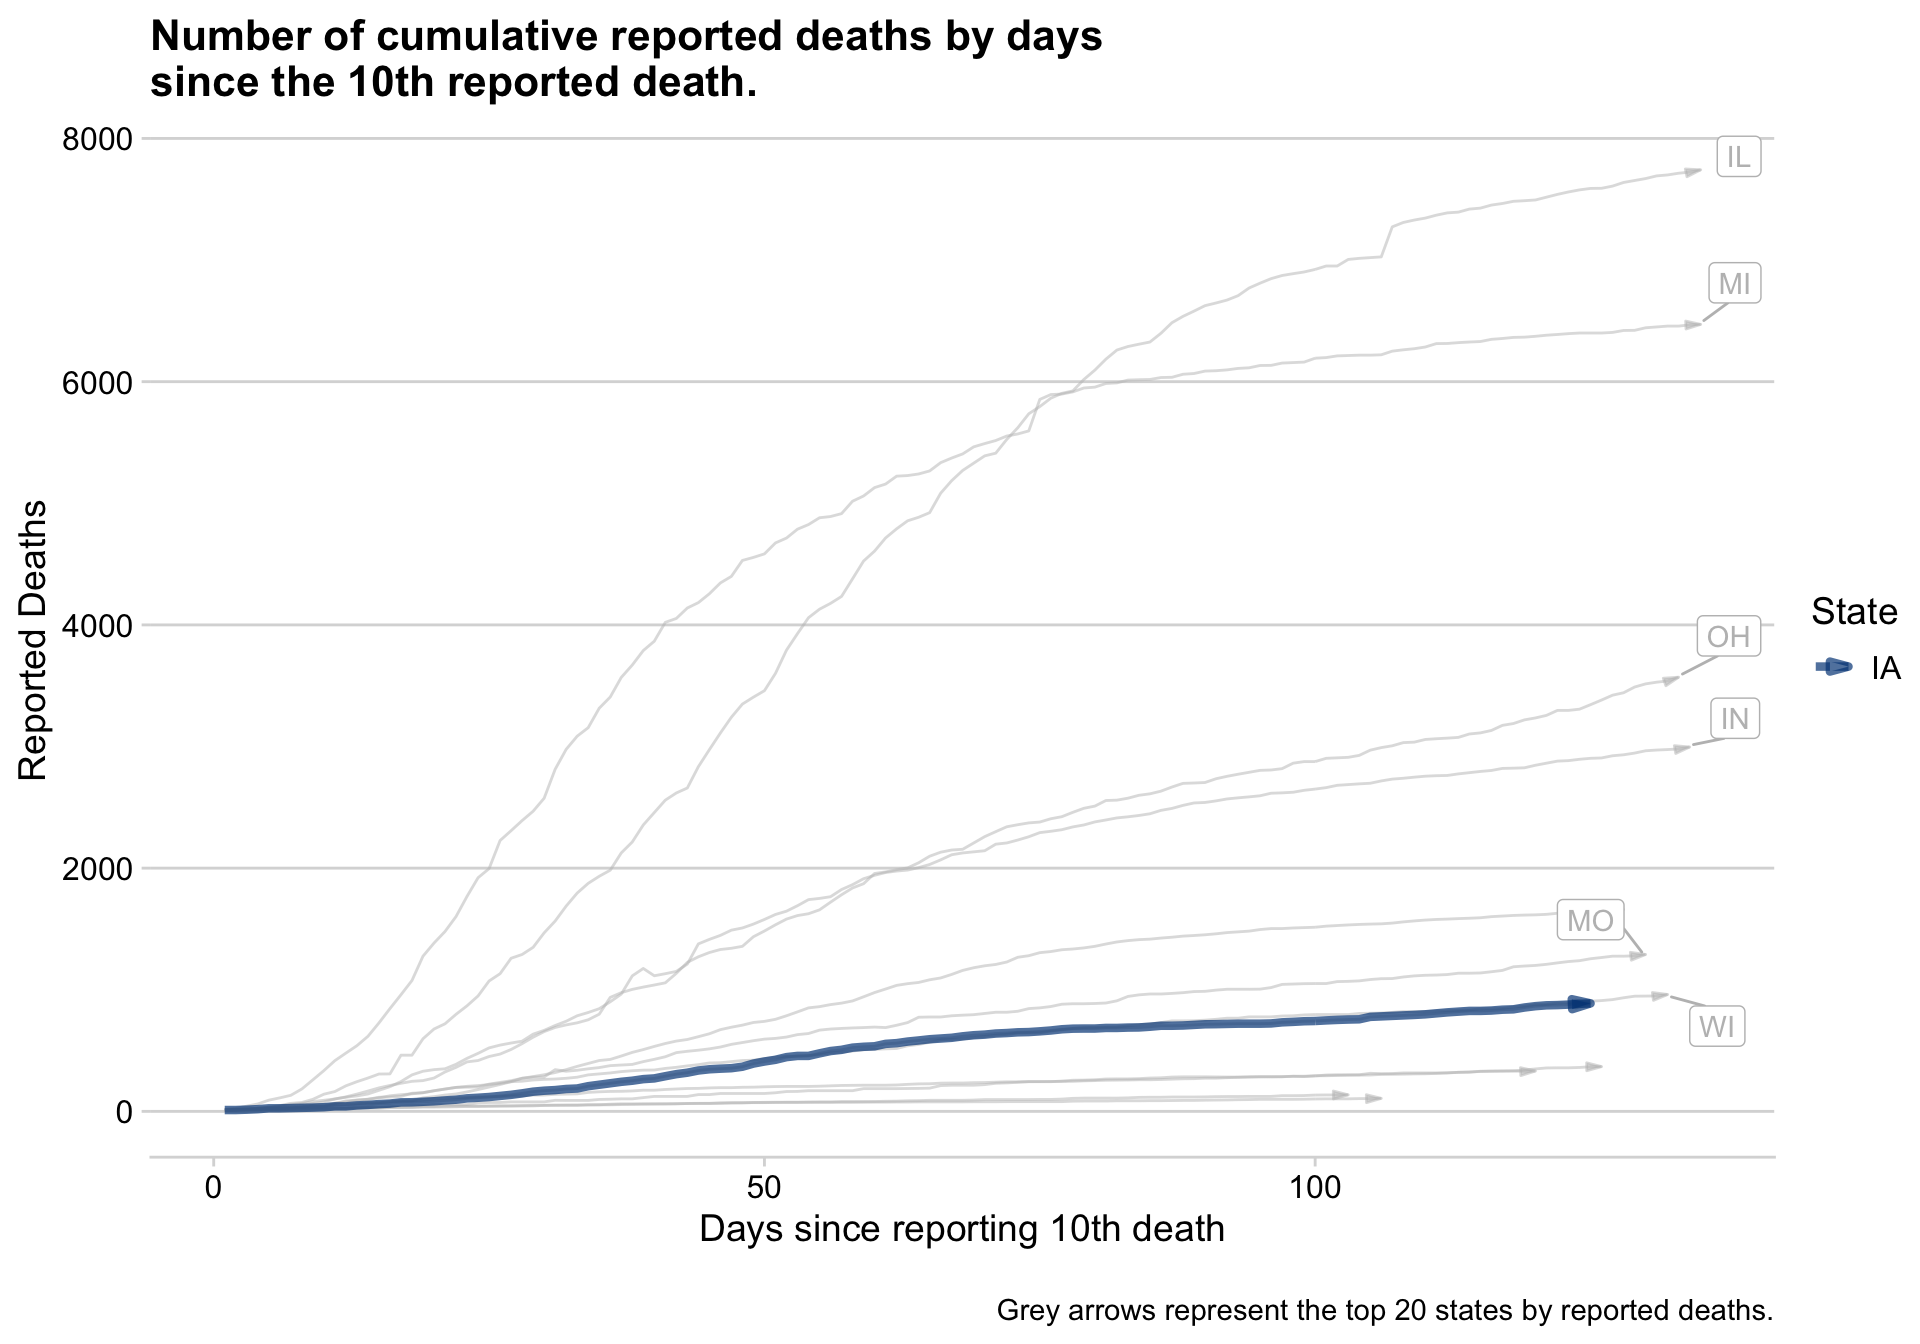 Number of cumulative reported deaths by days
since the 10th reported death.
8000
6000
4000
2000
0
Reported Deaths
IL
MI
OH
IN
MO
WI
State
IA
0
50
100
Days since reporting 10th death
Grey arrows represent the top 20 states by reported deaths.